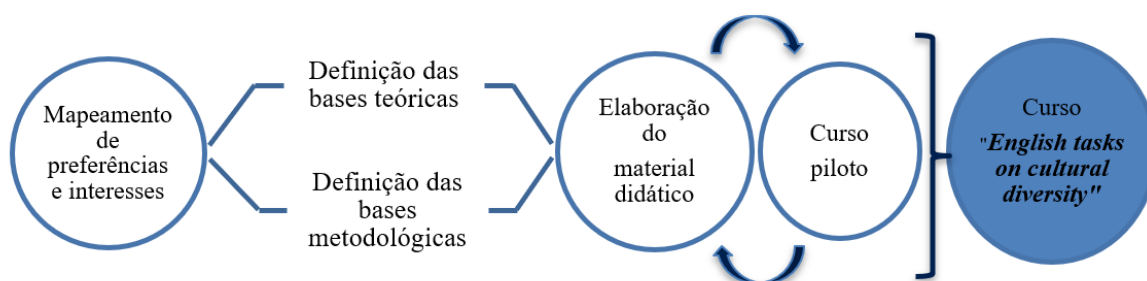 Mapeamento
de
preferências
e interesses
Definição das
bases teóricas
Definição das
bases
metodológicas
Elaboração
do
material
didático
Curso
piloto
Curso
"English tasks
on cultural
diversity"